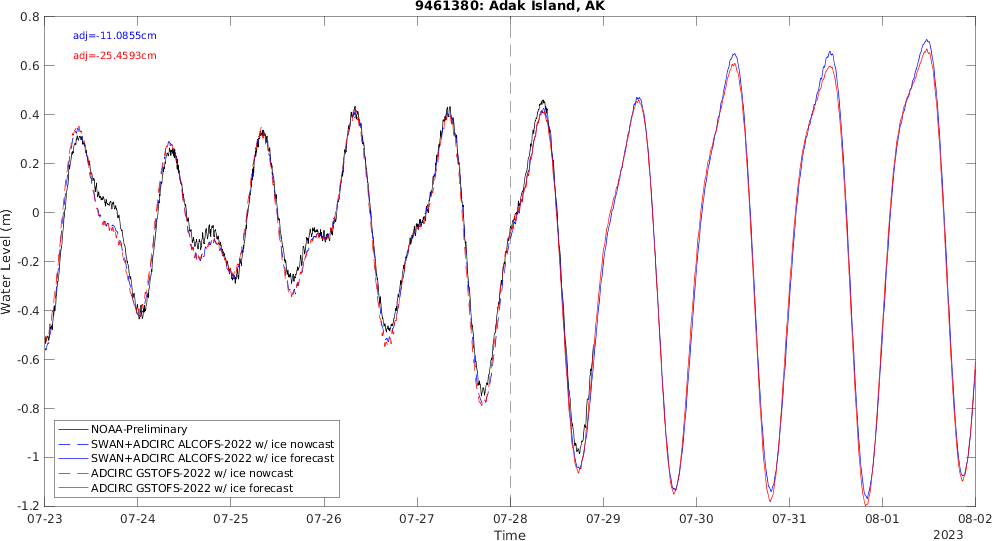 9461380: Adak Island, AK
adj=-11.0855cm
adj=-25.4593cm
Water Level (m)
0.8
0.6
0.4
0.2
0
-0.2
-0.4
-0.6
-0.8
-1
-1.2
NOAA-Preliminary
SWAN+ADCIRC ALCOFS-2022 w/ ice nowcast
SWAN+ADCIRC ALCOFS-2022 w/ ice forecast
ADCIRC GSTOFS-2022 w/ ice nowcast
ADCIRC GSTOFS-2022 w/ ice forecast
07-23 07-24 07-25 07-26 07-27 07-28 07-29 07-30 07-31 08-01 08-02
Time
2023